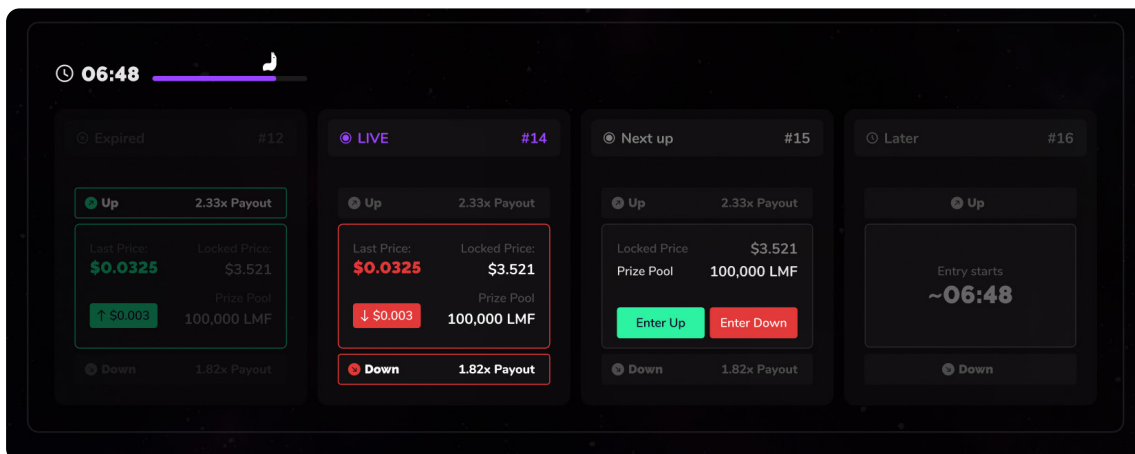 06:48
Expired #12
Up 2.33x Payout
Last Price: Locked Price:
$0.0325 $3.521
Prize Pool
↑ $0.003 100,000 LMF
Down 1.82x Payout
LIVE #14
Up 2.33x Payout
Last Price: Locked Price:
$0.0325 $3.521
Prize Pool
↓ $0.003 100,000 LMF
Down 1.82x Payout
Next up #15
Up 2.33x Payout
Locked Price $3.521
Prize Pool 100,000 LMF
Enter Up Enter Down
Down 1.82x Payout
Later #16
Up
Entry starts
~06:48
Down